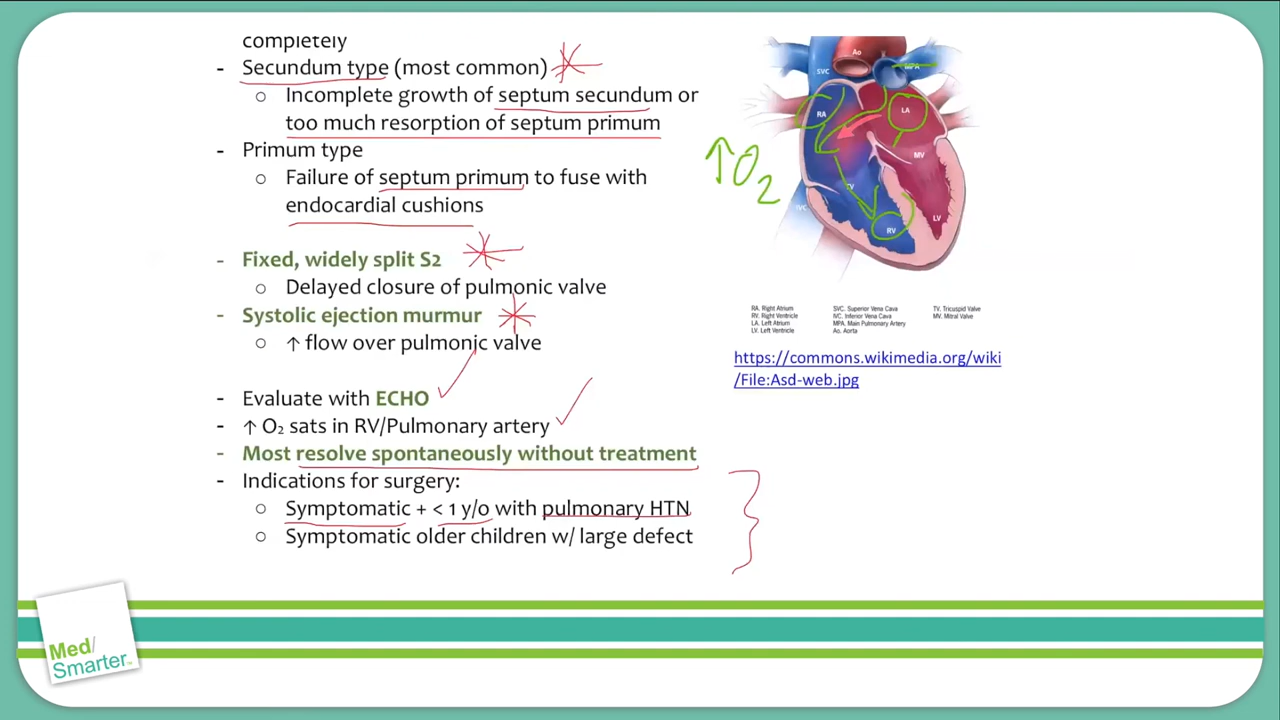 completely
- Secundum type (most common)
○ Incomplete growth of septum secundum or
too much resorption of septum primum
- Primum type
○ Failure of septum primum to fuse with
endocardial cushions
- Fixed, widely split S2
○ Delayed closure of pulmonic valve
- Systolic ejection murmur
○ ↑ flow over pulmonic valve
- Evaluate with ECHO
- ↑ O₂ sats in RV/Pulmonary artery
- Most resolve spontaneously without treatment
- Indications for surgery:
○ Symptomatic + < 1 y/o with pulmonary HTN
○ Symptomatic older children w/ large defect
Ao
SVC
MPA
RA
LA
MV
TV
IVC
RV
LV
↑O₂
RA. Right Atrium
RV. Right Ventricle
LA. Left Atrium
LV. Left Ventricle
SVC. Superior Vena Cava
IVC. Inferior Vena Cava
MPA. Main Pulmonary Artery
Ao. Aorta
TV. Tricuspid Valve
MV. Mitral Valve
https://commons.wikimedia.org/wiki
/File:Asd-web.jpg
Med/
Smarter™